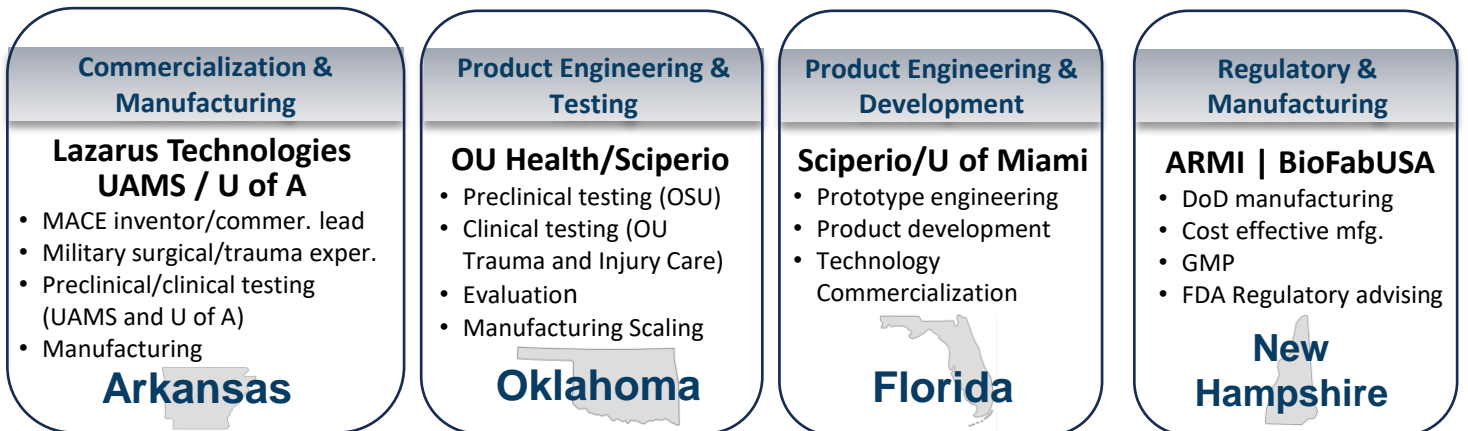 Commercialization &
Manufacturing
Lazarus Technologies
UAMS / U of A
• MACE inventor/commer. lead
• Military surgical/trauma exper.
• Preclinical/clinical testing
(UAMS and U of A)
• Manufacturing
Arkansas
Product Engineering &
Testing
OU Health/Sciperio
• Preclinical testing (OSU)
• Clinical testing (OU
Trauma and Injury Care)
• Evaluation
• Manufacturing Scaling
Oklahoma
Product Engineering &
Development
Sciperio/U of Miami
• Prototype engineering
• Product development
• Technology
Commercialization
Florida
Regulatory &
Manufacturing
ARMI | BioFabUSA
• DoD manufacturing
• Cost effective mfg.
• GMP
• FDA Regulatory advising
New
Hampshire